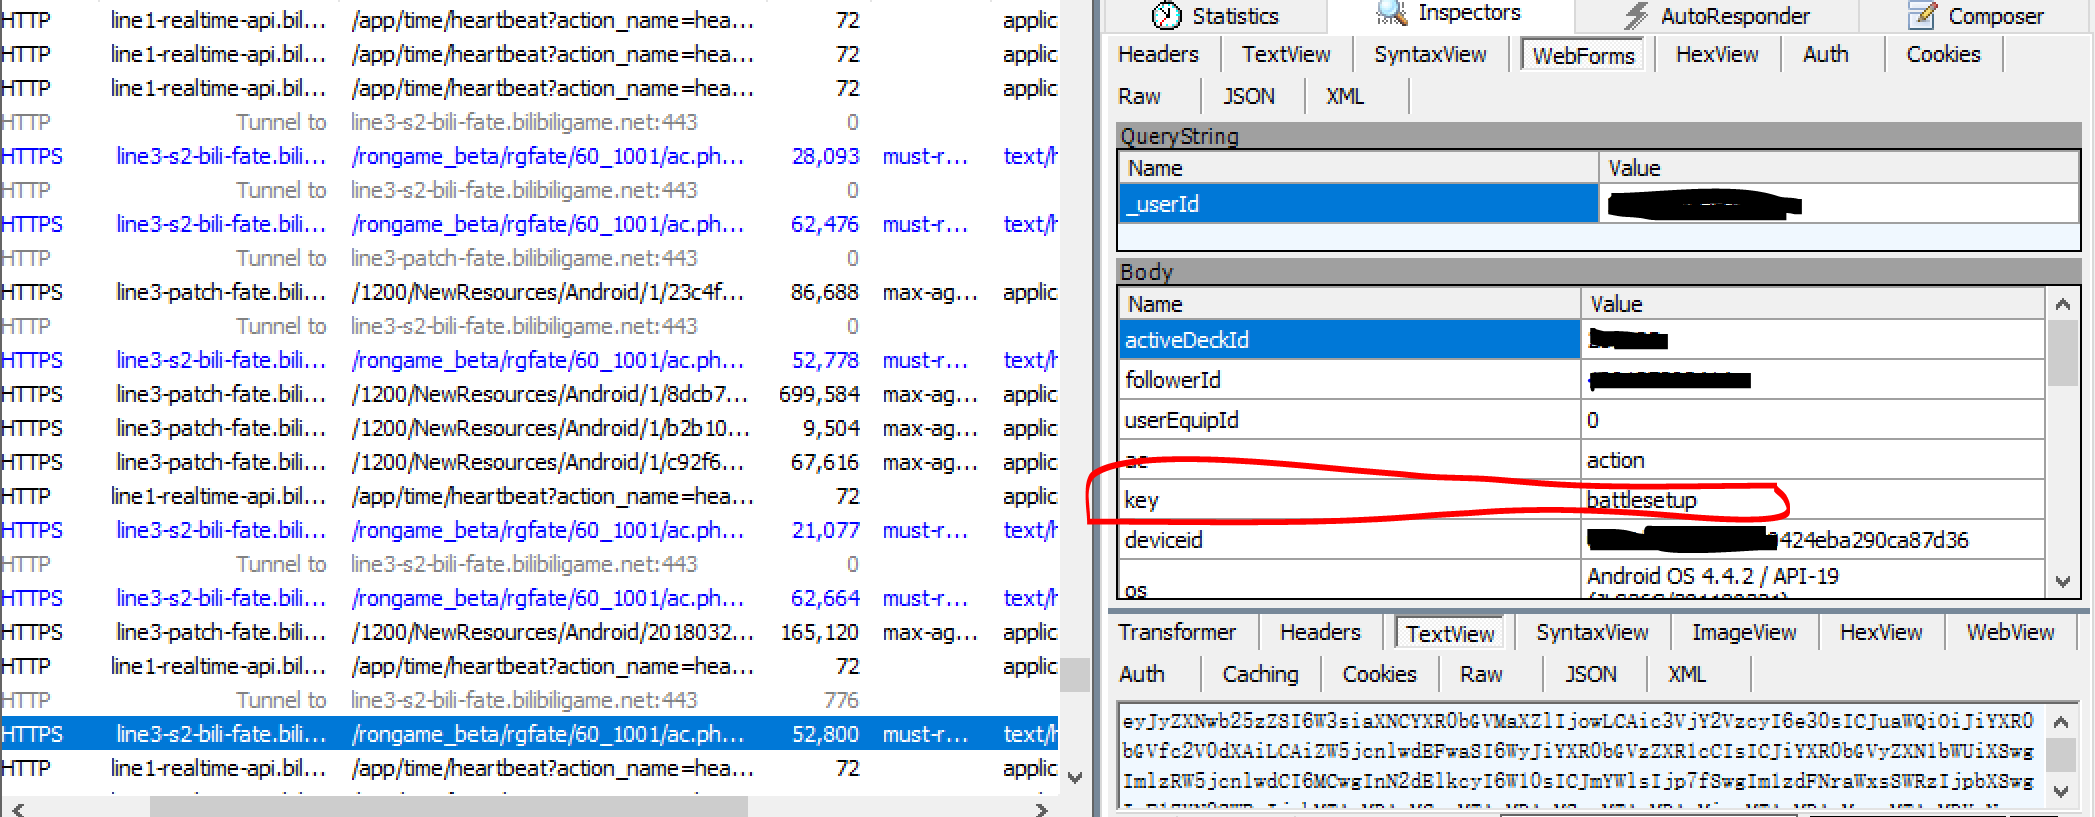 HTTP line1-realtime-api.bil... /app/time/heartbeat?action_name=hea... 72 applic
HTTP line1-realtime-api.bil... /app/time/heartbeat?action_name=hea... 72 applic
HTTP line1-realtime-api.bil... /app/time/heartbeat?action_name=hea... 72 applic
HTTP Tunnel to line3-s2-bili-fate.bilibiligame.net:443 0
HTTPS line3-s2-bili-fate.bili... /rongame_beta/rgfate/60_1001/ac.ph... 28,093 must-r... text/h
HTTP Tunnel to line3-s2-bili-fate.bilibiligame.net:443 0
HTTPS line3-s2-bili-fate.bili... /rongame_beta/rgfate/60_1001/ac.ph... 62,476 must-r... text/h
HTTP Tunnel to line3-patch-fate.bilibiligame.net:443 0
HTTPS line3-patch-fate.bili... /1200/NewResources/Android/1/23c4f... 86,688 max-ag... applic
HTTP Tunnel to line3-s2-bili-fate.bilibiligame.net:443 0
HTTPS line3-s2-bili-fate.bili... /rongame_beta/rgfate/60_1001/ac.ph... 52,778 must-r... text/h
HTTPS line3-patch-fate.bili... /1200/NewResources/Android/1/8dcb7... 699,584 max-ag... applic
HTTPS line3-patch-fate.bili... /1200/NewResources/Android/1/b2b10... 9,504 max-ag... applic
HTTPS line3-patch-fate.bili... /1200/NewResources/Android/1/c92f6... 67,616 max-ag... applic
HTTP line1-realtime-api.bil... /app/time/heartbeat?action_name=hea... 72 applic
HTTPS line3-s2-bili-fate.bili... /rongame_beta/rgfate/60_1001/ac.ph... 21,077 must-r... text/h
HTTP Tunnel to line3-s2-bili-fate.bilibiligame.net:443 0
HTTPS line3-s2-bili-fate.bili... /rongame_beta/rgfate/60_1001/ac.ph... 62,664 must-r... text/h
HTTPS line3-patch-fate.bili... /1200/NewResources/Android/2018032... 165,120 max-ag... applic
HTTP line1-realtime-api.bil... /app/time/heartbeat?action_name=hea... 72 applic
HTTP Tunnel to line3-s2-bili-fate.bilibiligame.net:443 776
HTTPS line3-s2-bili-fate.bili... /rongame_beta/rgfate/60_1001/ac.ph... 52,800 must-r... text/h
HTTP line1-realtime-api.bil... /app/time/heartbeat?action_name=hea... 72 applic
Statistics Inspectors AutoResponder Composer
Headers TextView SyntaxView WebForms HexView Auth Cookies
Raw JSON XML
QueryString
Name Value
_userId
Body
Name Value
activeDeckId
followerId
userEquipId 0
ac action
key battlesetup
deviceid 424eba290ca87d36
os Android OS 4.4.2 / API-19
Transformer Headers TextView SyntaxView ImageView HexView WebView
Auth Caching Cookies Raw JSON XML
eyJyZXNwb25zZSI6W3siaXNCYXR0bGVMaXZlIjowLCAic3VjY2VzcyI6e30sICJuaWQiOiJiYXR0
bGVfc2V0dXAiLCAiZW5jcnlwdEFwaSI6WyJiYXR0bGVzZXR1cCIsICJiYXR0bGVyZXN1bWUiXSwg
ImlzRW5jcnlwdCI6MCwgInN2dElkcyI6W10sICJmYWlsIjp7fSwgIm1zdFNraWxsSWRzIjpbXSwg